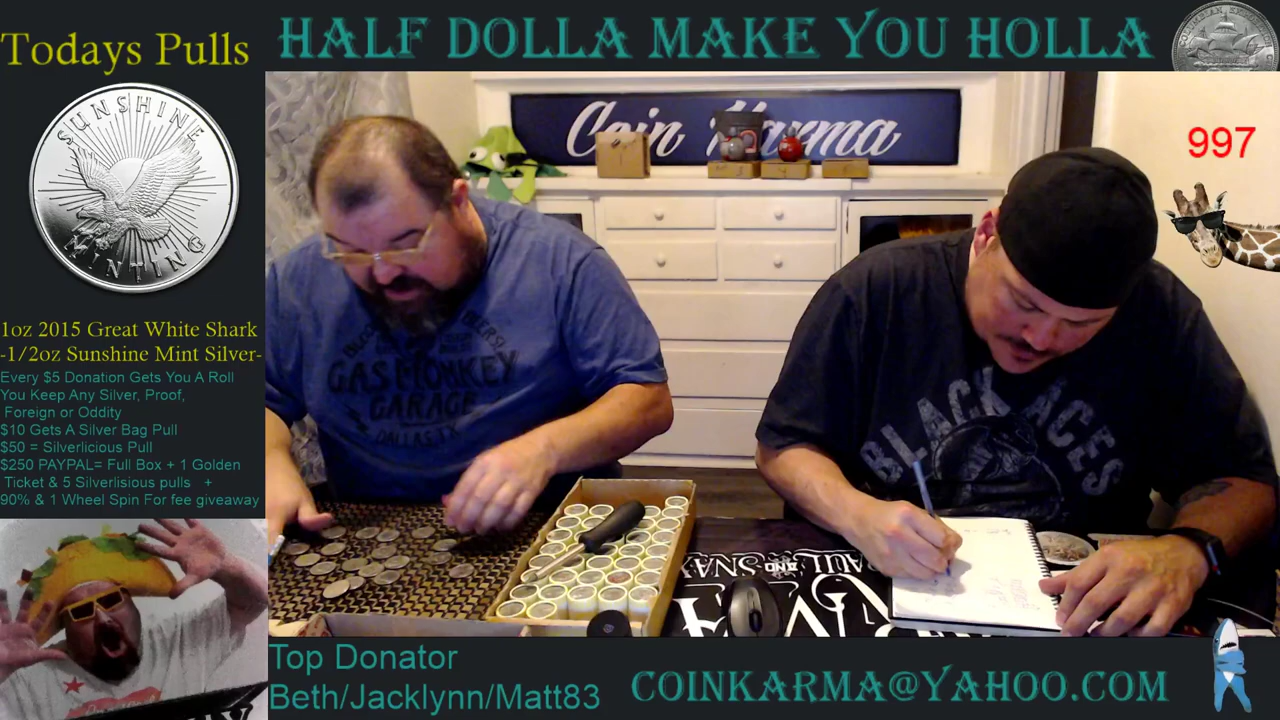 Todays Pulls
HALF DOLLA MAKE YOU HOLLA
SUNSHINE
MINTING
1oz 2015 Great White Shark
-1/2oz Sunshine Mint Silver-
Every $5 Donation Gets You A Roll
You Keep Any Silver, Proof,
Foreign or Oddity
$10 Gets A Silver Bag Pull
$50 = Silverlicious Pull
$250 PAYPAL= Full Box + 1 Golden
Ticket & 5 Silverlisious pulls +
90% & 1 Wheel Spin For fee giveaway
Coin Karma
997
GAS MONKEY
GARAGE
DALLAS, TX
BLACK ACES
AND
Top Donator
Beth/Jacklynn/Matt83
COINKARMA@YAHOO.COM